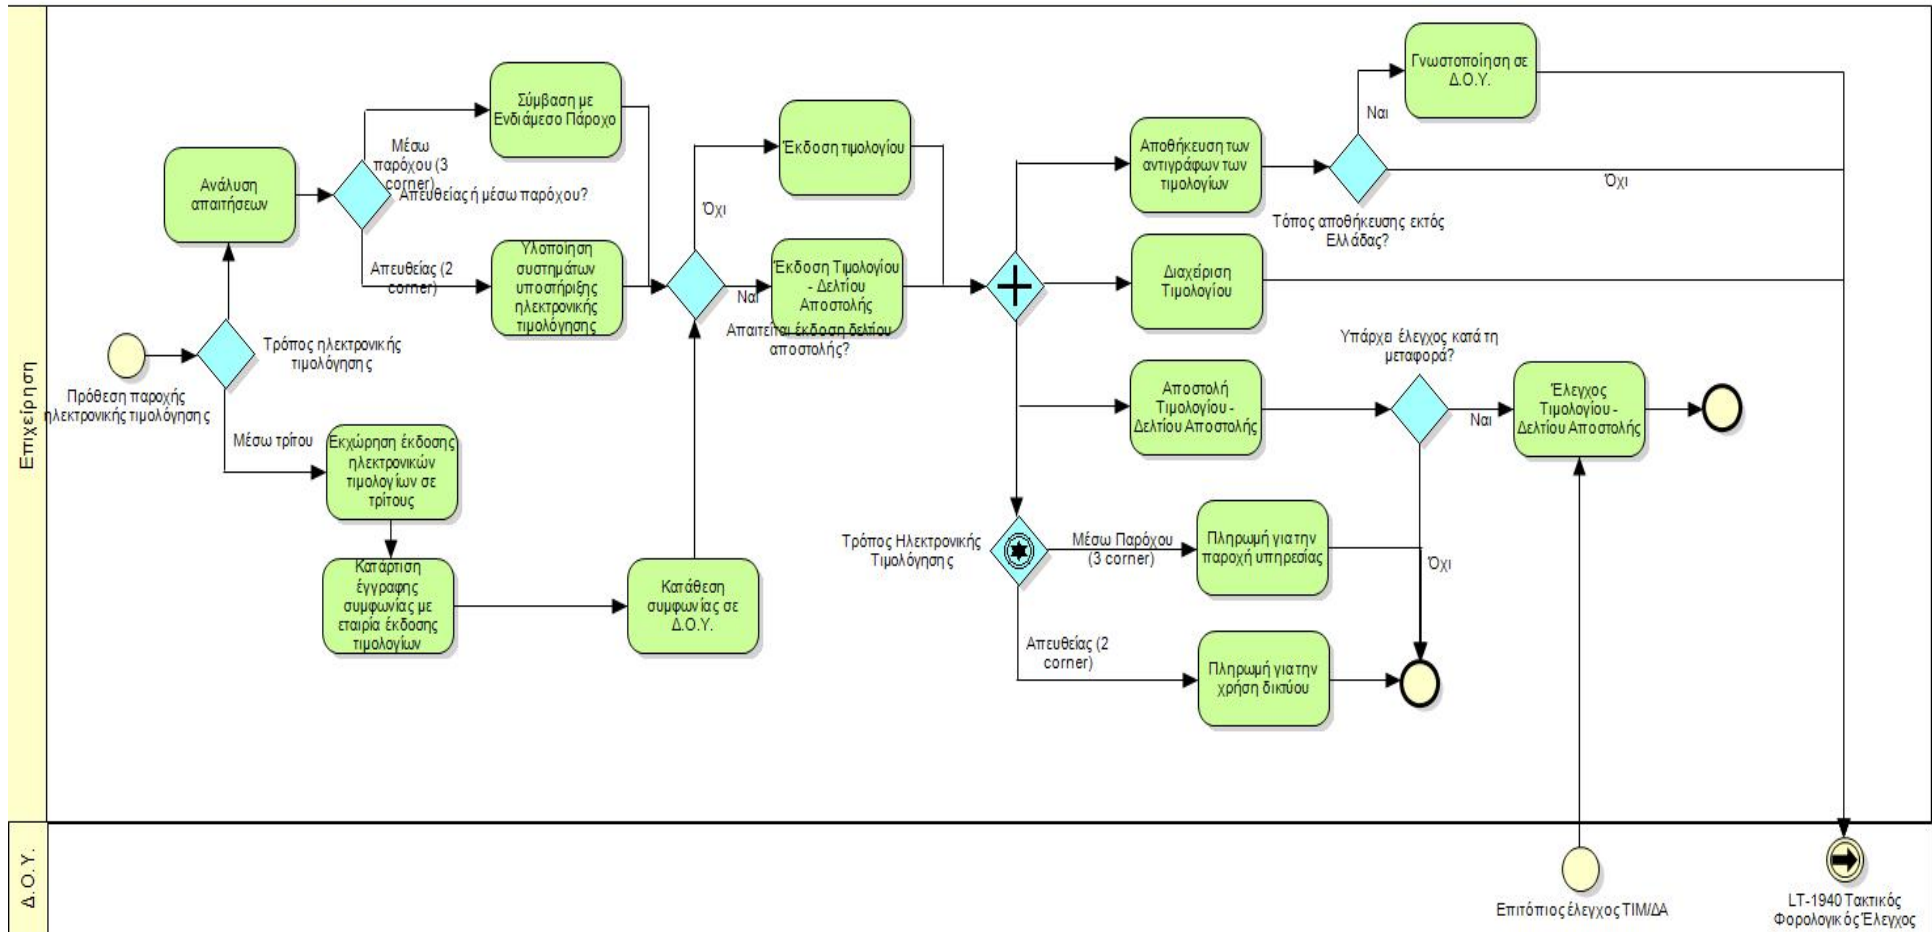 Επιχείρηση
Πρόθεση παροχής
ηλεκτρονικής τιμολόγησης
Τρόπος ηλεκτρονικής
τιμολόγησης
Ανάλυση
απαιτήσεων
Μέσω
παρόχου (3
corner)
Απευθείας ή μέσω παρόχου?
Απευθείας (2
corner)
Σύμβαση με
Ενδιάμεσο Πάροχο
Υλοποίηση
συστημάτων
υποστήριξης
ηλεκτρονικής
τιμολόγησης
Μέσω τρίτου
Εκχώρηση έκδοσης
ηλεκτρονικών
τιμολογίων σε
τρίτους
Κατάρτιση
έγγραφης
συμφωνίας με
εταιρία έκδοσης
τιμολογίων
Κατάθεση
συμφωνίας σε
Δ.Ο.Υ.
Όχι
Ναι
Έκδοση τιμολογίου
Έκδοση Τιμολογίου
- Δελτίου
Αποστολής
Απαιτείται έκδοση δελτίου
αποστολής?
Αποθήκευση των
αντιγράφων των
τιμολογίων
Τόπος αποθήκευσης εκτός
Ελλάδας?
Ναι
Γνωστοποίηση σε
Δ.Ο.Υ.
Όχι
Διαχείριση
Τιμολογίου
Αποστολή
Τιμολογίου -
Δελτίου Αποστολής
Υπάρχει έλεγχος κατά τη
μεταφορά?
Ναι
Έλεγχος
Τιμολογίου -
Δελτίου Αποστολής
Όχι
Τρόπος Ηλεκτρονικής
Τιμολόγησης
Μέσω Παρόχου
(3 corner)
Πληρωμή για την
παροχή υπηρεσίας
Απευθείας (2
corner)
Πληρωμή για την
χρήση δικτύου
Δ.Ο.Υ.
Επιτόπιος έλεγχος ΤΙΜ/ΔΑ
LT-1940 Τακτικός
Φορολογικός Έλεγχος